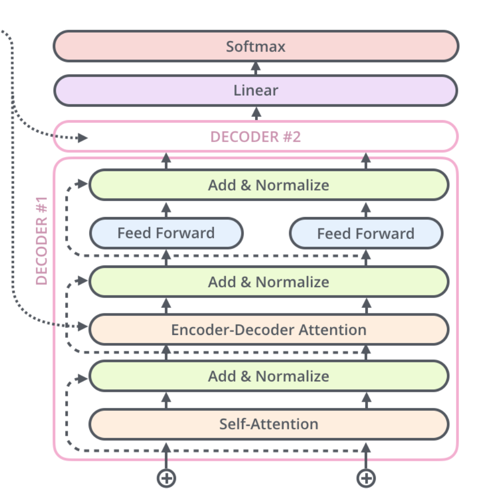 Softmax
Linear
DECODER #2
DECODER #1
Add & Normalize
Feed Forward
Feed Forward
Add & Normalize
Encoder-Decoder Attention
Add & Normalize
Self-Attention